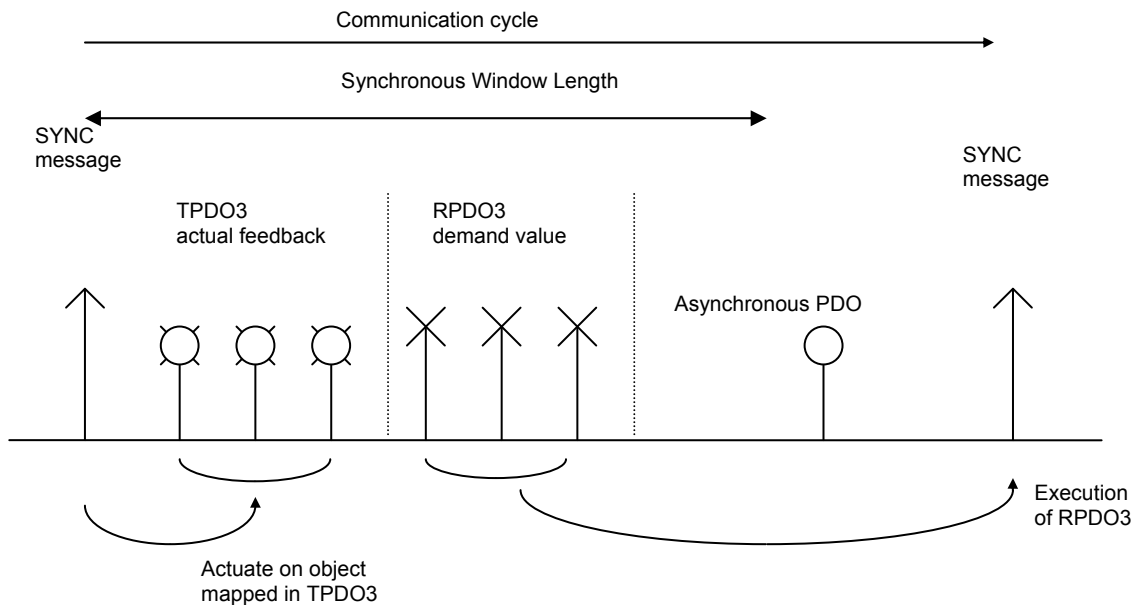 Communication cycle
Synchronous Window Length
SYNC
message
SYNC
message
TPDO3
actual feedback
RPDO3
demand value
Asynchronous PDO
Execution
of RPDO3
Actuate on object
mapped in TPDO3